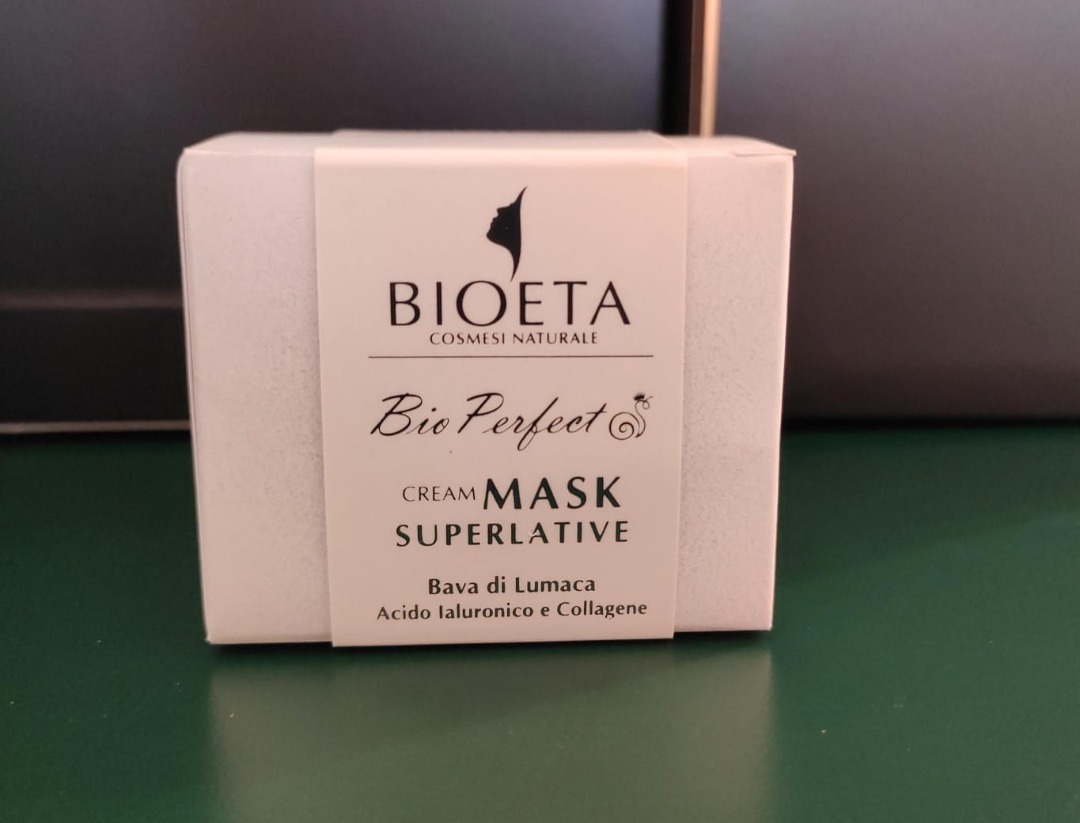 BIOETA
COSMESI NATURALE
Bio Perfect
CREAM MASK
SUPERLATIVE
Bava di Lumaca
Acido Ialuronico e Collagene